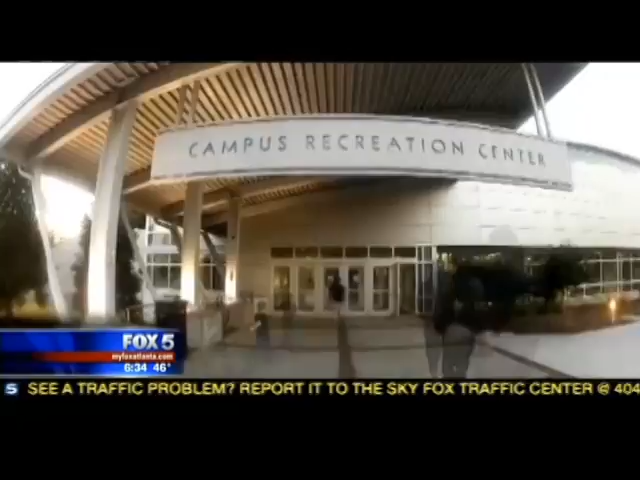 CAMPUS RECREATION CENTER
FOX 5
myfoxatlanta.com
6:34 46°
5 SEE A TRAFFIC PROBLEM? REPORT IT TO THE SKY FOX TRAFFIC CENTER @ 404